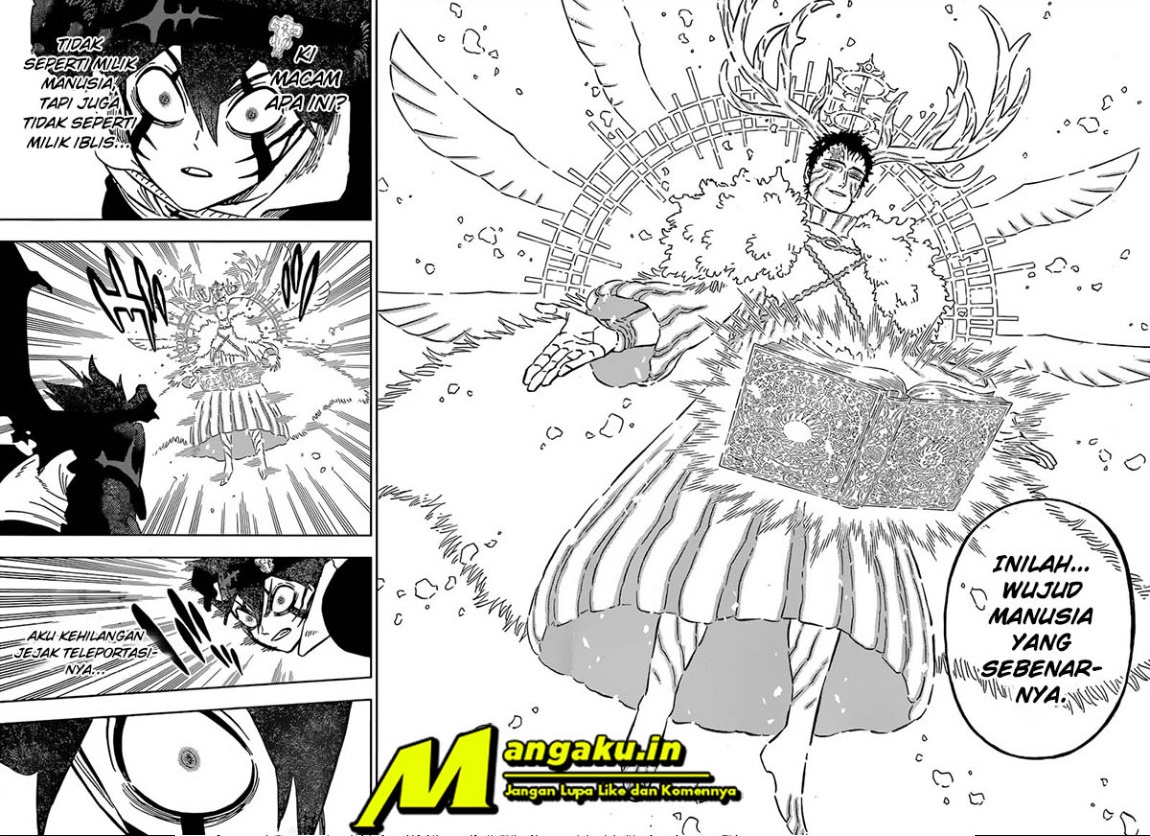 INILAH...
WUJUD
MANUSIA
YANG
SEBENAR-
NYA.
KI
MACAM
APA INI?
TIDAK
SEPERTI MILIK
MANUSIA,
TAPI JUGA
TIDAK SEPERTI
MILIK IBLIS...
AKU KEHILANGAN
JEJAK TELEPORTASI-
NYA...
Mangaku.in
Jangan Lupa Like dan Komennya